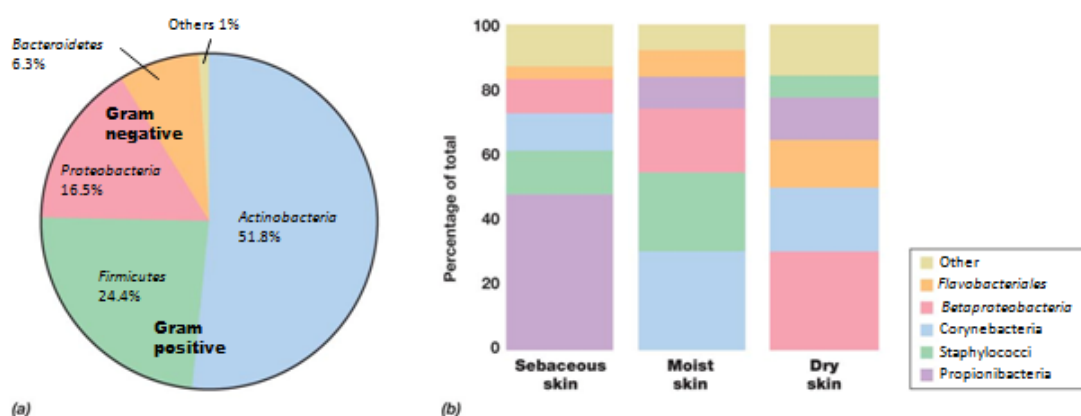 Others 1%
Bacteroidetes
6.3%
Gram
negative
Proteobacteria
16.5%
Actinobacteria
51.8%
Firmicutes
24.4%
Gram
positive
(a)
Percentage of total
100
80
60
40
20
0
Sebaceous
skin
Moist
skin
Dry
skin
Other
Flavobacteriales
Betaproteobacteria
Corynebacteria
Staphylococci
Propionibacteria
(b)